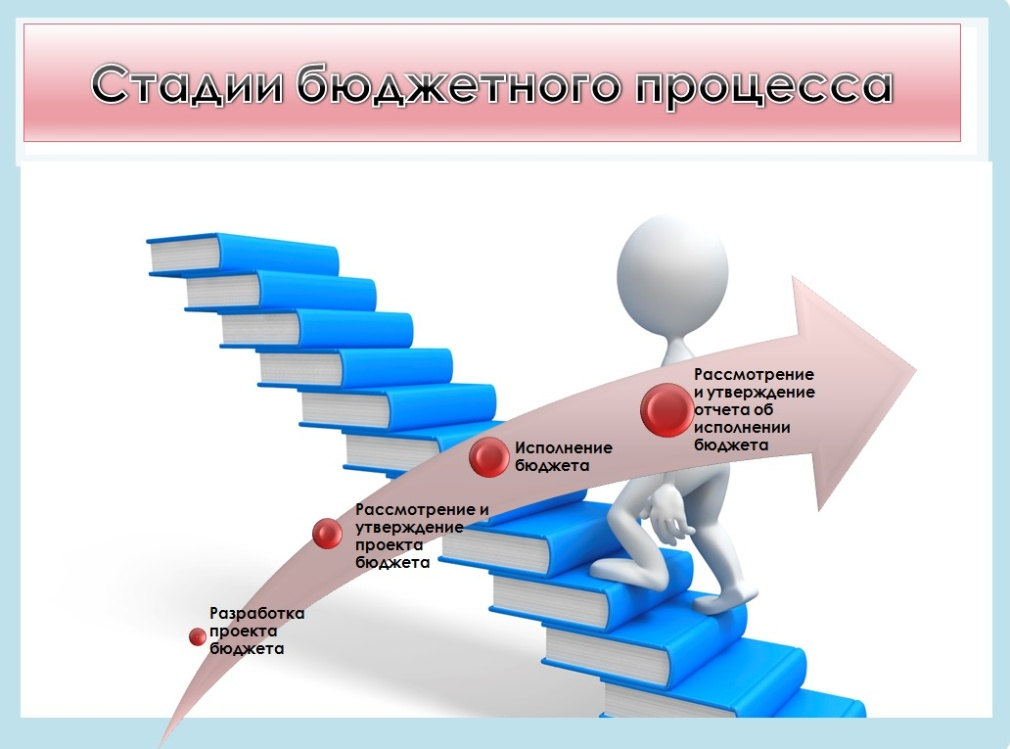 Стадии бюджетного процесса
Разработка
проекта
бюджета
Рассмотрение и
утверждение
проекта
бюджета
Исполнение
бюджета
Рассмотрение
и утверждение
отчета об
исполнении
бюджета